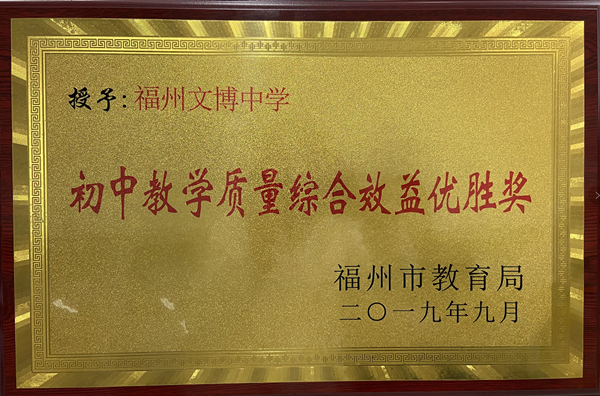 授予:福州文博中学
初中教学质量综合效益优胜奖
福州市教育局
二〇一九年九月